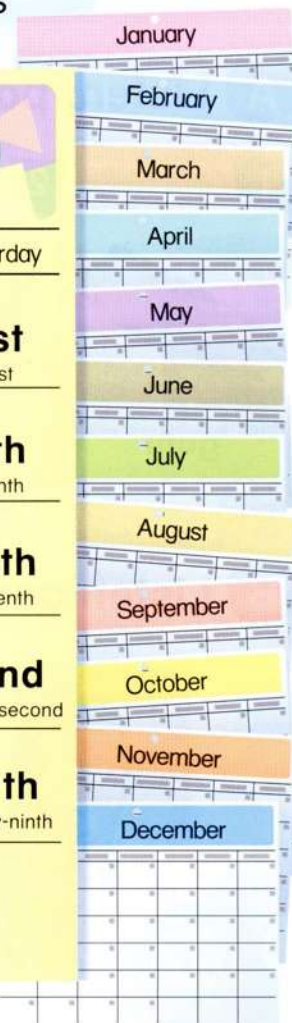 January
February
March
April
rday
May
st
st
June
th
nth
July
August
th
enth
September
nd
second
October
November
th
-ninth
December